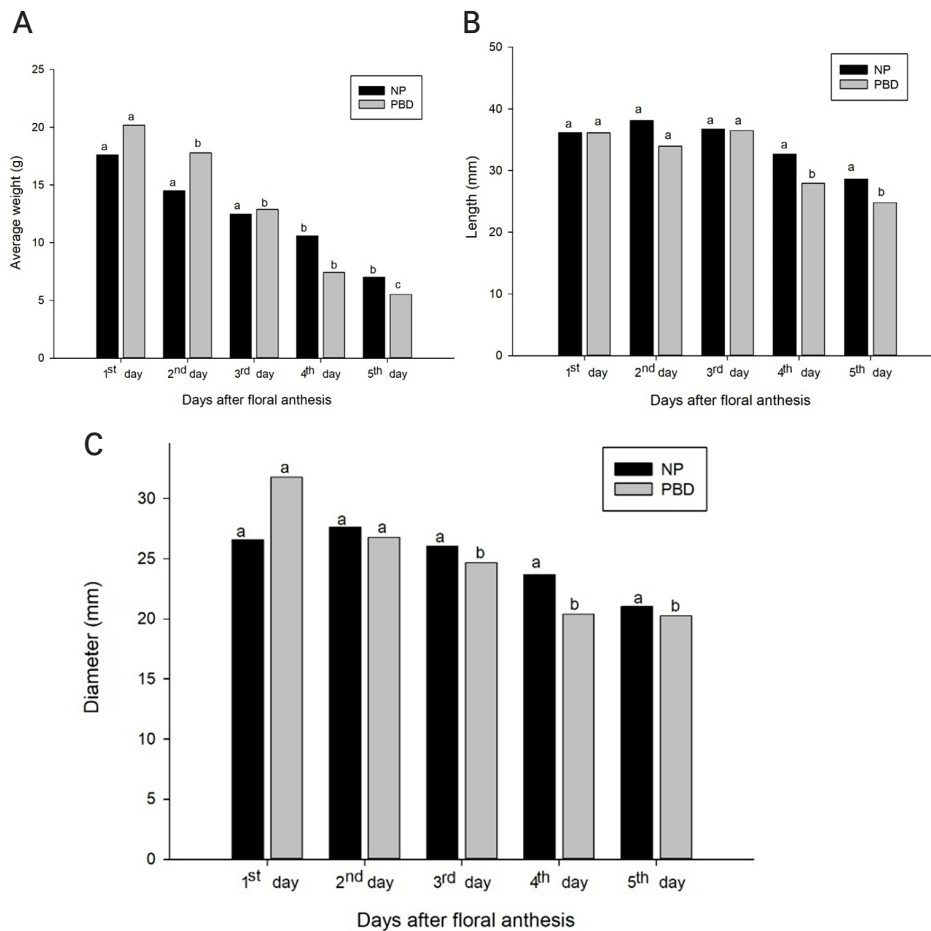 A
25
20
15
10
5
0
Average weight (g)
NP
PBD
a
a
a
b
a
b
b
b
b
c
1st day
2nd day
3rd day
4th day
5th day
Days after floral anthesis
B
50
40
30
20
10
0
Length (mm)
NP
PBD
a
a
a
a
a
a
a
b
a
b
1st day
2nd day
3rd day
4th day
5th day
Days after floral anthesis
C
30
25
20
15
10
5
0
Diameter (mm)
NP
PBD
a
a
a
a
a
b
a
b
a
b
1st day
2nd day
3rd day
4th day
5th day
Days after floral anthesis